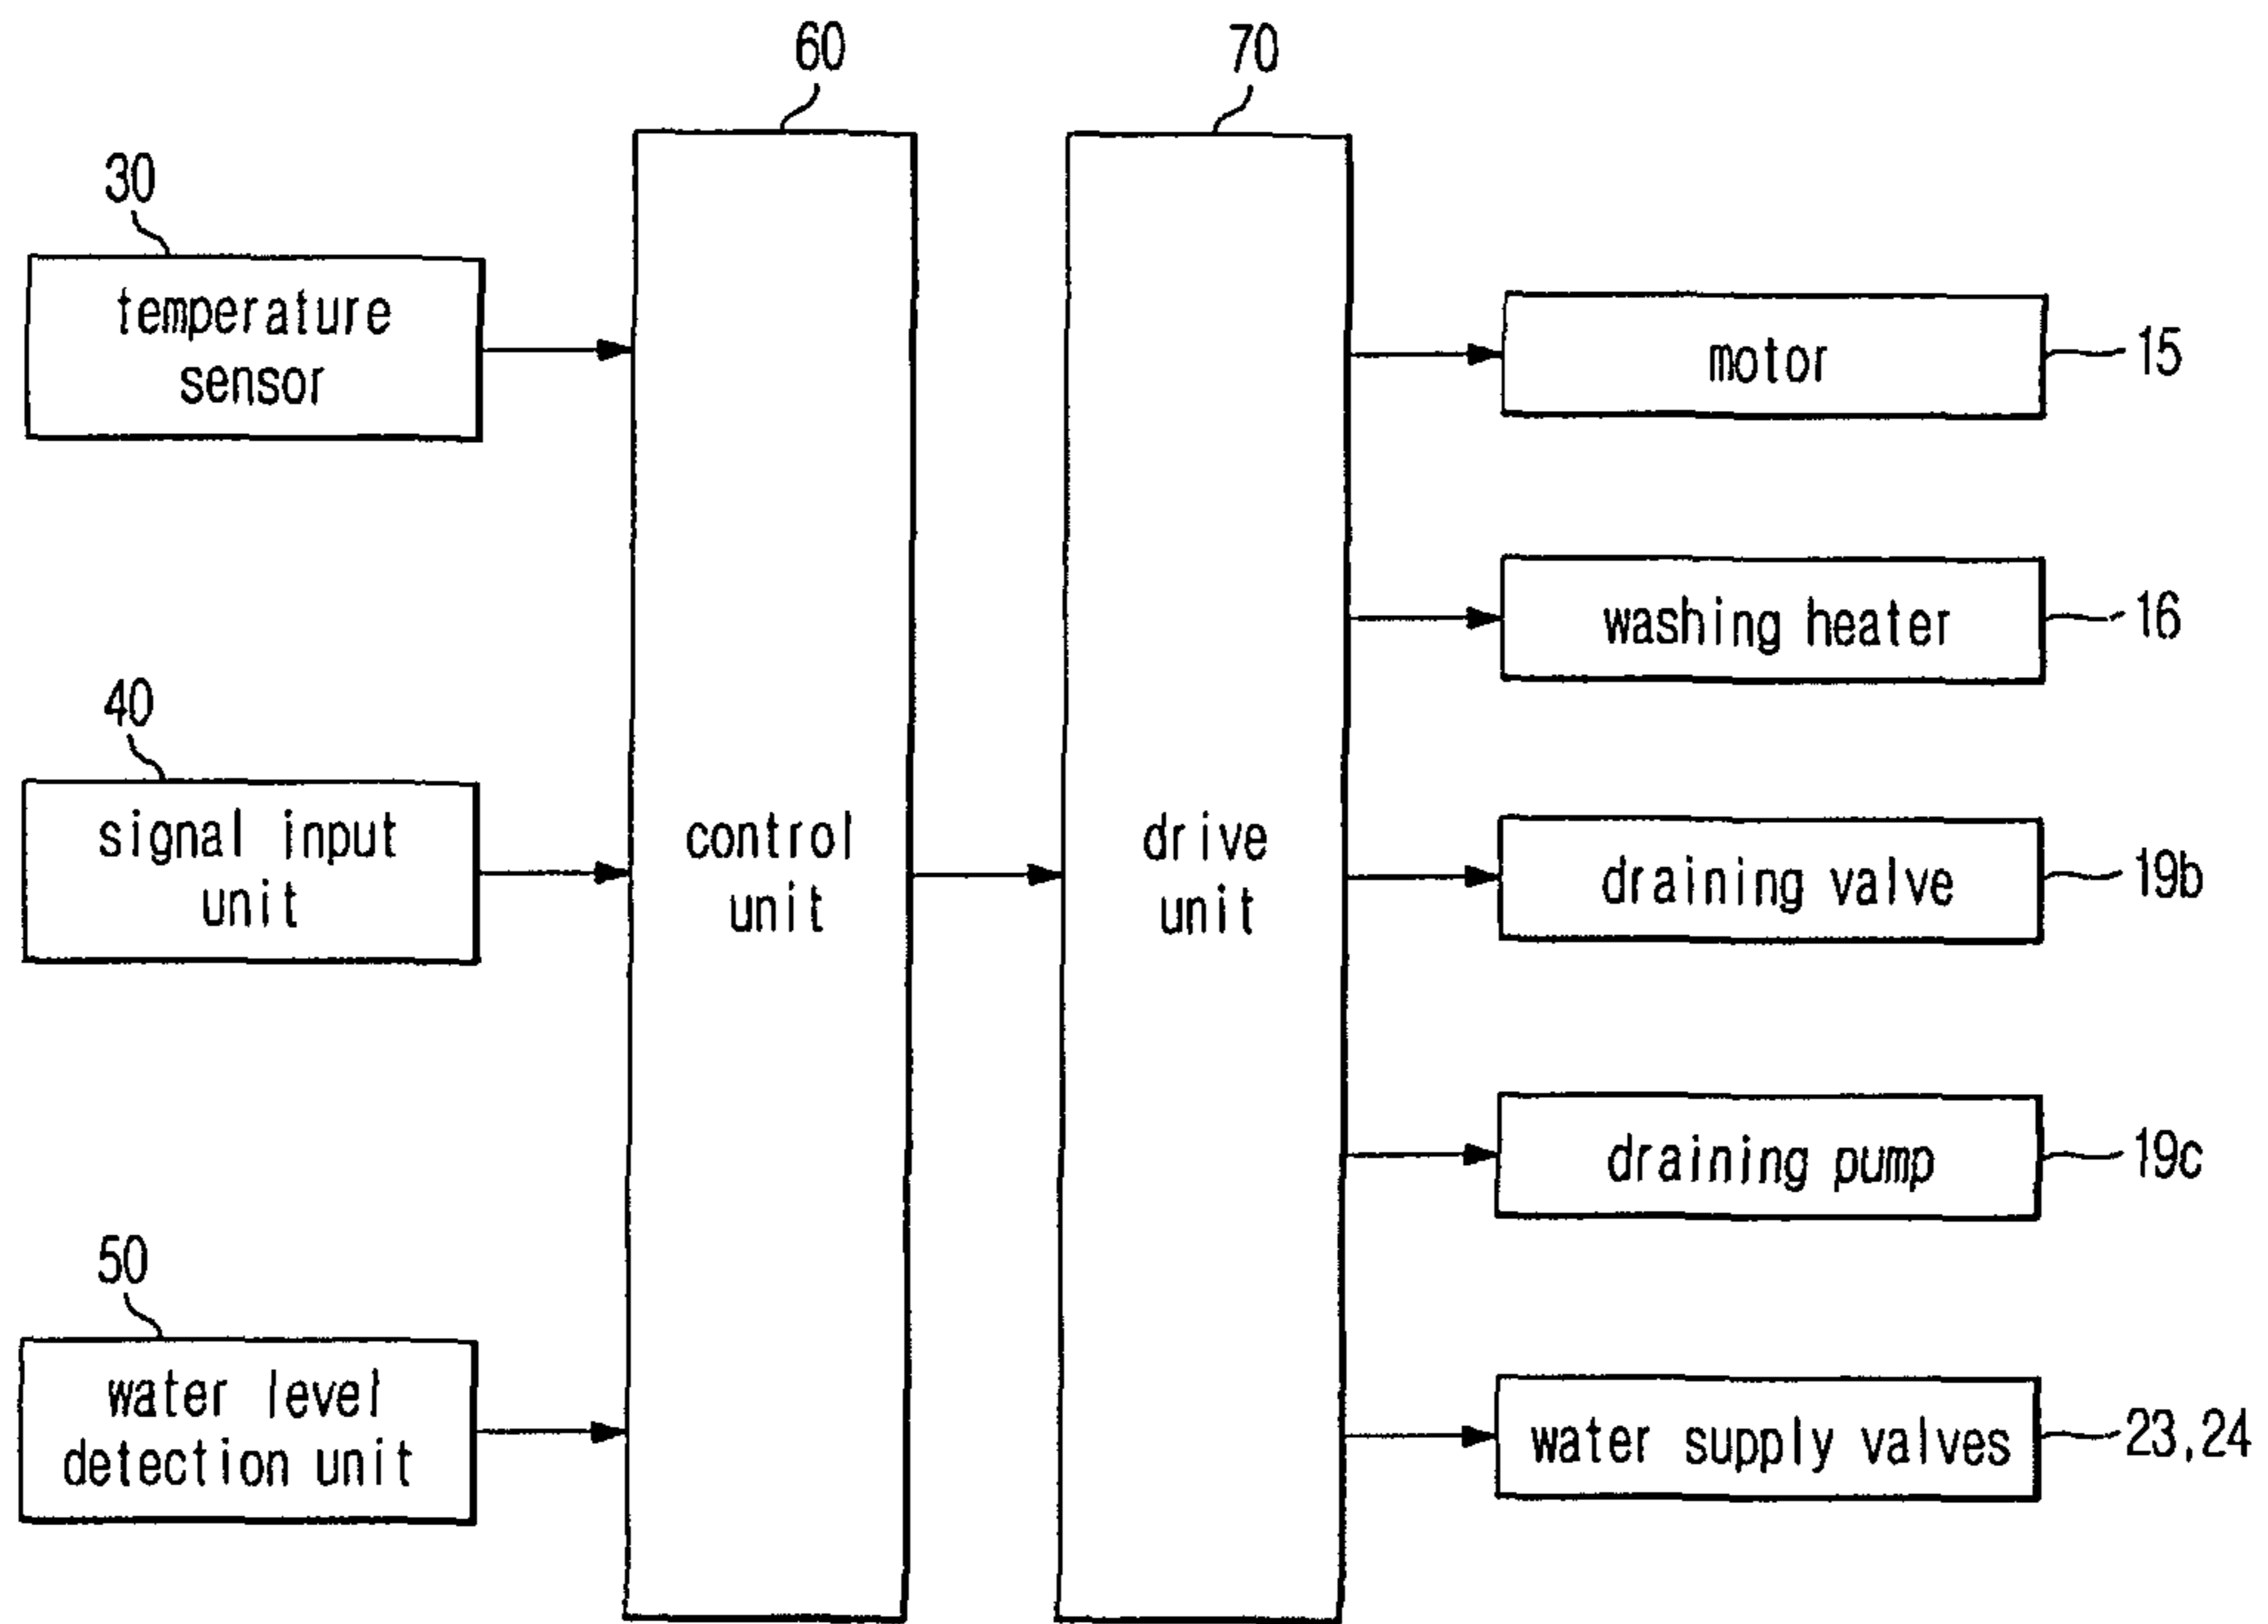 60
70
30
temperature
sensor
motor
15
washing heater
16
40
signal input
unit
control
unit
drive
unit
draining valve
19b
draining pump
19c
50
water level
detection unit
water supply valves
23,24